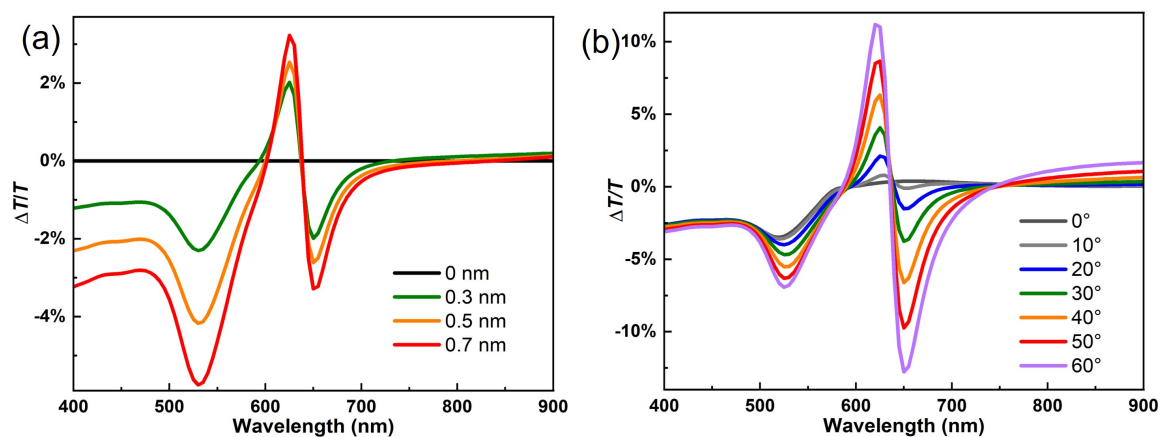 (a)
ΔT/T
2%
0%
-2%
-4%
0 nm
0.3 nm
0.5 nm
0.7 nm
400 500 600 700 800 900
Wavelength (nm)
(b)
ΔT/T
10%
5%
0%
-5%
-10%
0°
10°
20°
30°
40°
50°
60°
400 500 600 700 800 900
Wavelength (nm)